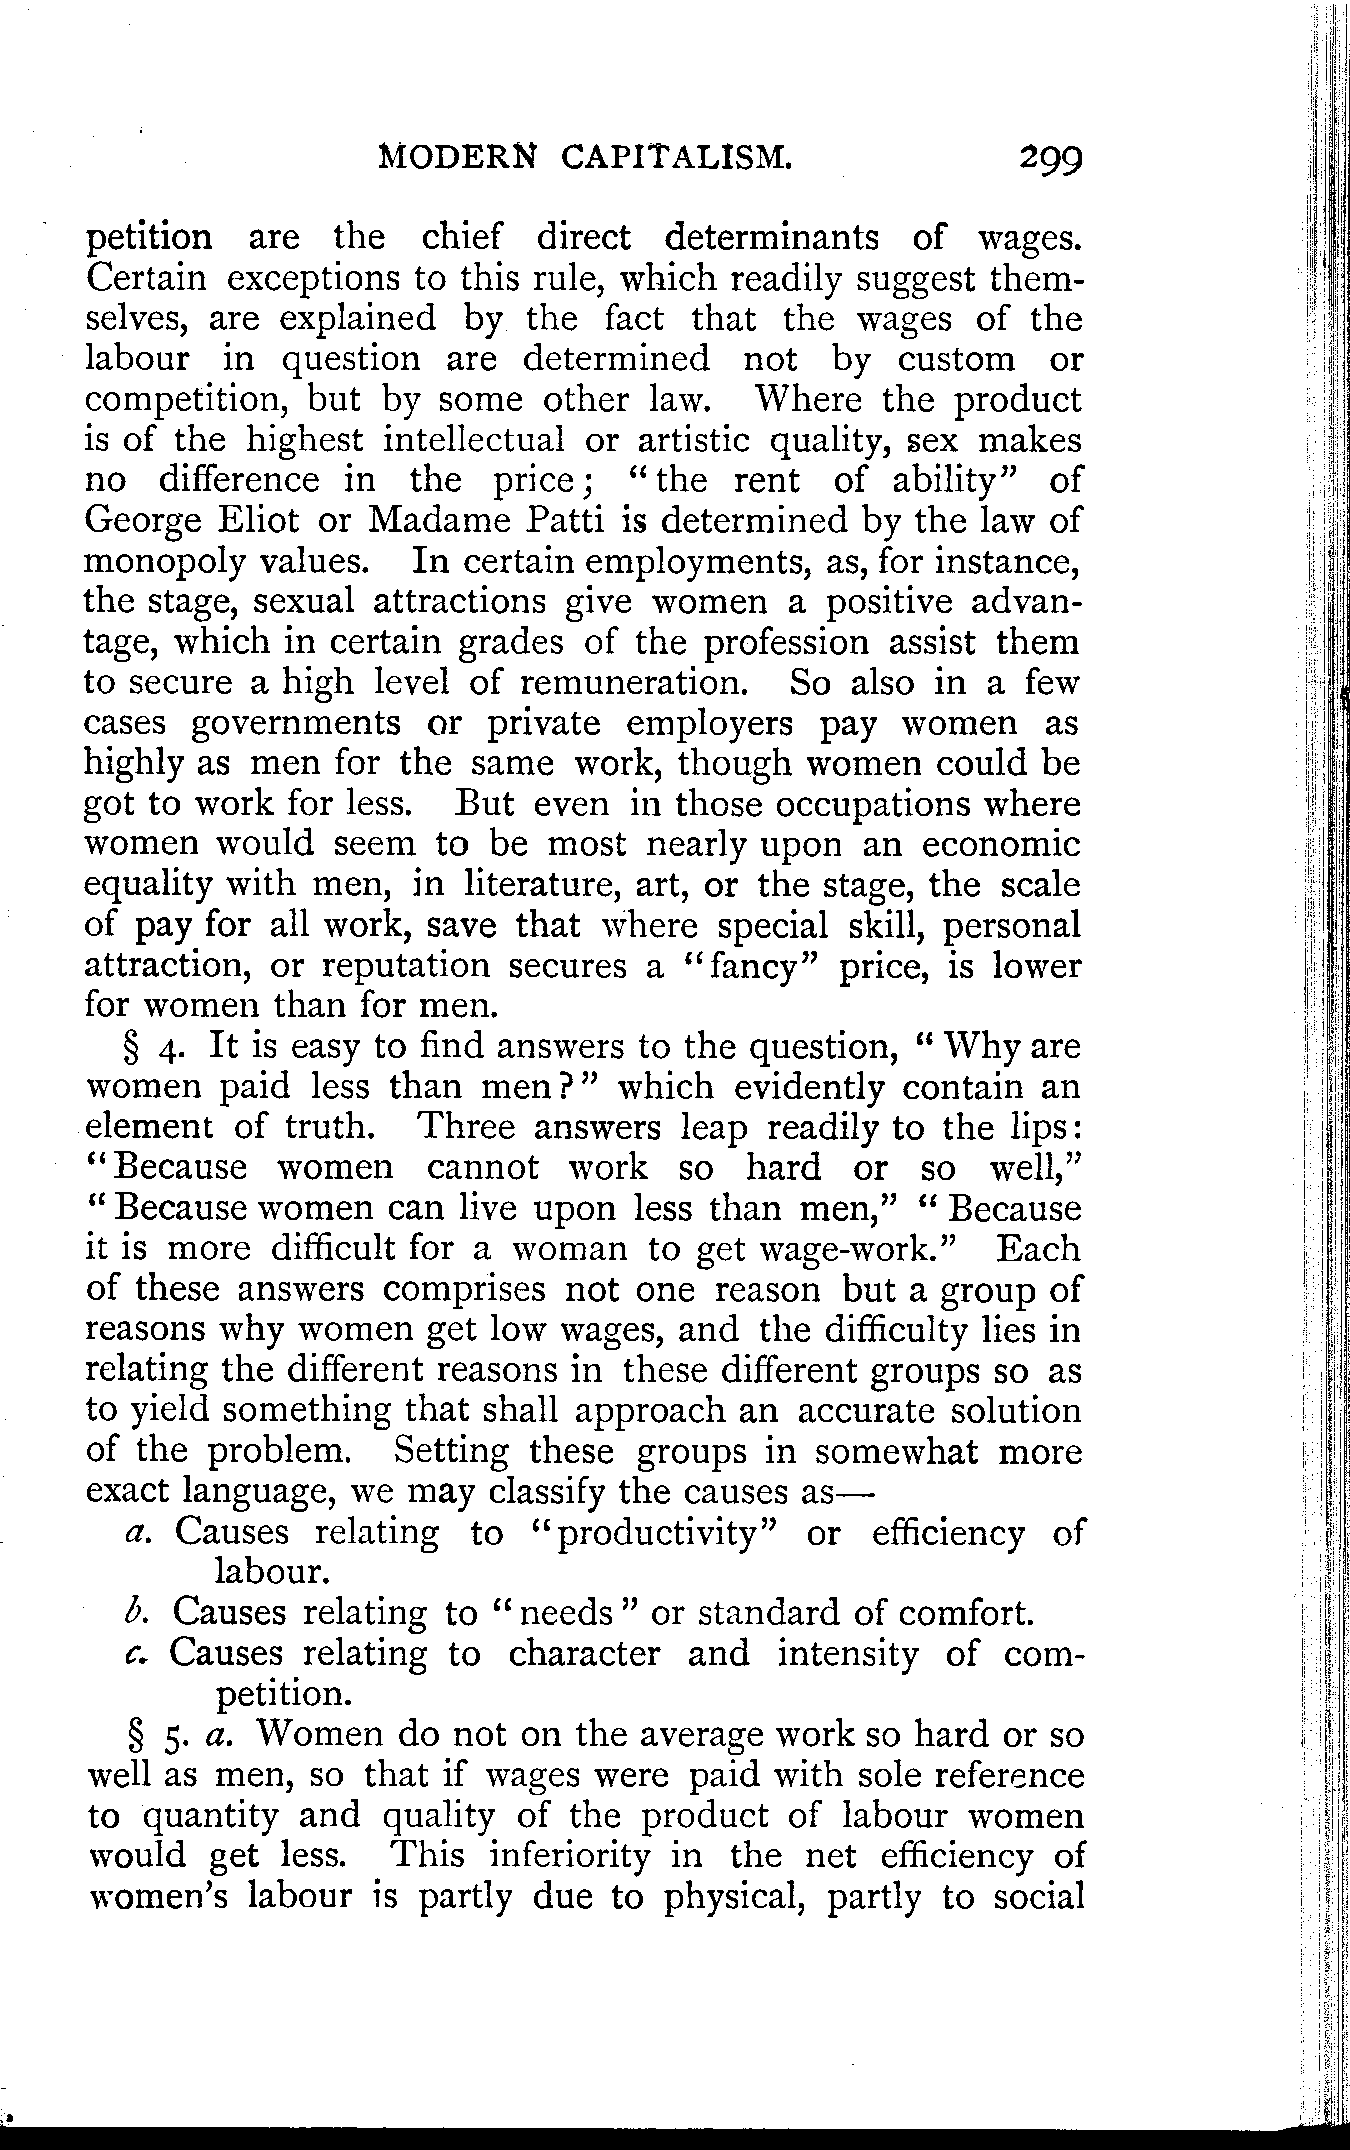 MODERN CAPITALISM. 299
petition are the chief direct determinants of wages.
Certain exceptions to this rule, which readily suggest them-
selves, are explained by the fact that the wages of the
labour in question are determined not by custom or
competition, but by some other law. Where the product
is of the highest intellectual or artistic quality, sex makes
no difference in the price; "the rent of ability" of
George Eliot or Madame Patti is determined by the law of
monopoly values. In certain employments, as, for instance,
the stage, sexual attractions give women a positive advan-
tage, which in certain grades of the profession assist them
to secure a high level of remuneration. So also in a few
cases governments or private employers pay women as
highly as men for the same work, though women could be
got to work for less. But even in those occupations where
women would seem to be most nearly upon an economic
equality with men, in literature, art, or the stage, the scale
of pay for all work, save that where special skill, personal
attraction, or reputation secures a "fancy" price, is lower
for women than for men.
§ 4. It is easy to find answers to the question, "Why are
women paid less than men?" which evidently contain an
element of truth. Three answers leap readily to the lips:
"Because women cannot work so hard or so well,"
"Because women can live upon less than men," "Because
it is more difficult for a woman to get wage-work." Each
of these answers comprises not one reason but a group of
reasons why women get low wages, and the difficulty lies in
relating the different reasons in these different groups so as
to yield something that shall approach an accurate solution
of the problem. Setting these groups in somewhat more
exact language, we may classify the causes as—
a. Causes relating to "productivity" or efficiency of
labour.
b. Causes relating to "needs" or standard of comfort.
c. Causes relating to character and intensity of com-
petition.
§ 5. a. Women do not on the average work so hard or so
well as men, so that if wages were paid with sole reference
to quantity and quality of the product of labour women
would get less. This inferiority in the net efficiency of
women's labour is partly due to physical, partly to social